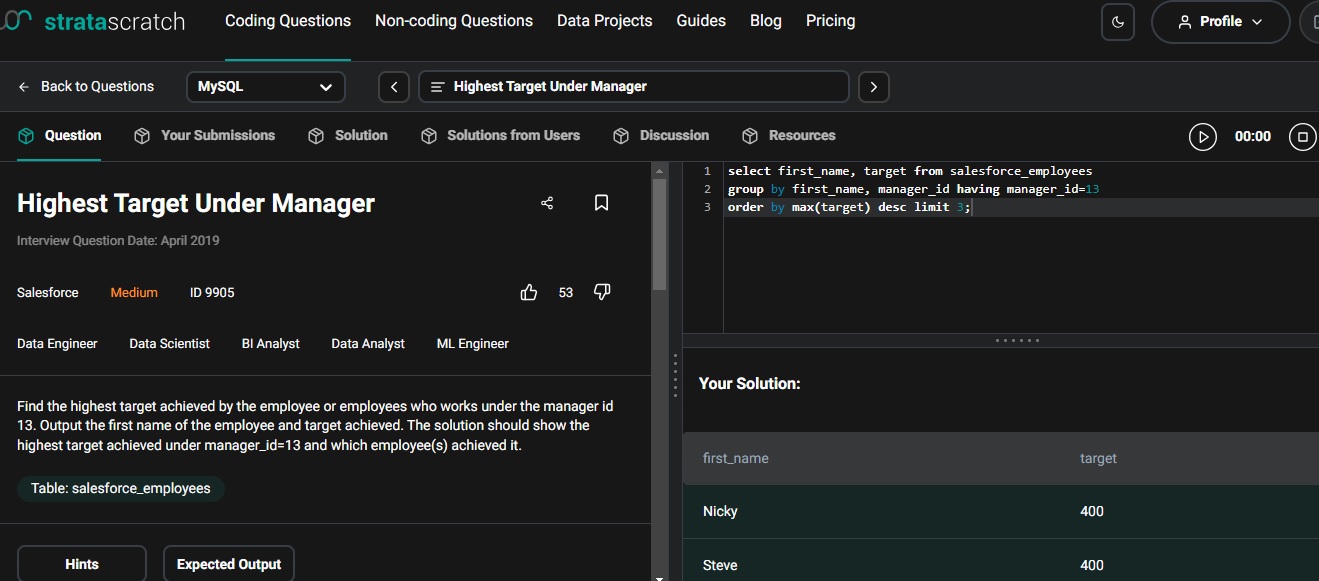 stratascratch
Coding Questions
Non-coding Questions
Data Projects
Guides
Blog
Pricing
Profile
Back to Questions
MySQL
Highest Target Under Manager
Question
Your Submissions
Solution
Solutions from Users
Discussion
Resources
00:00
Highest Target Under Manager
Interview Question Date: April 2019
Salesforce
Medium
ID 9905
53
Data Engineer
Data Scientist
BI Analyst
Data Analyst
ML Engineer
Find the highest target achieved by the employee or employees who works under the manager id
13. Output the first name of the employee and target achieved. The solution should show the
highest target achieved under manager_id=13 and which employee(s) achieved it.
Table: salesforce_employees
Hints
Expected Output
1 select first_name, target from salesforce_employees
2 group by first_name, manager_id having manager_id=13
3 order by max(target) desc limit 3;
Your Solution:
first_name target
Nicky 400
Steve 400